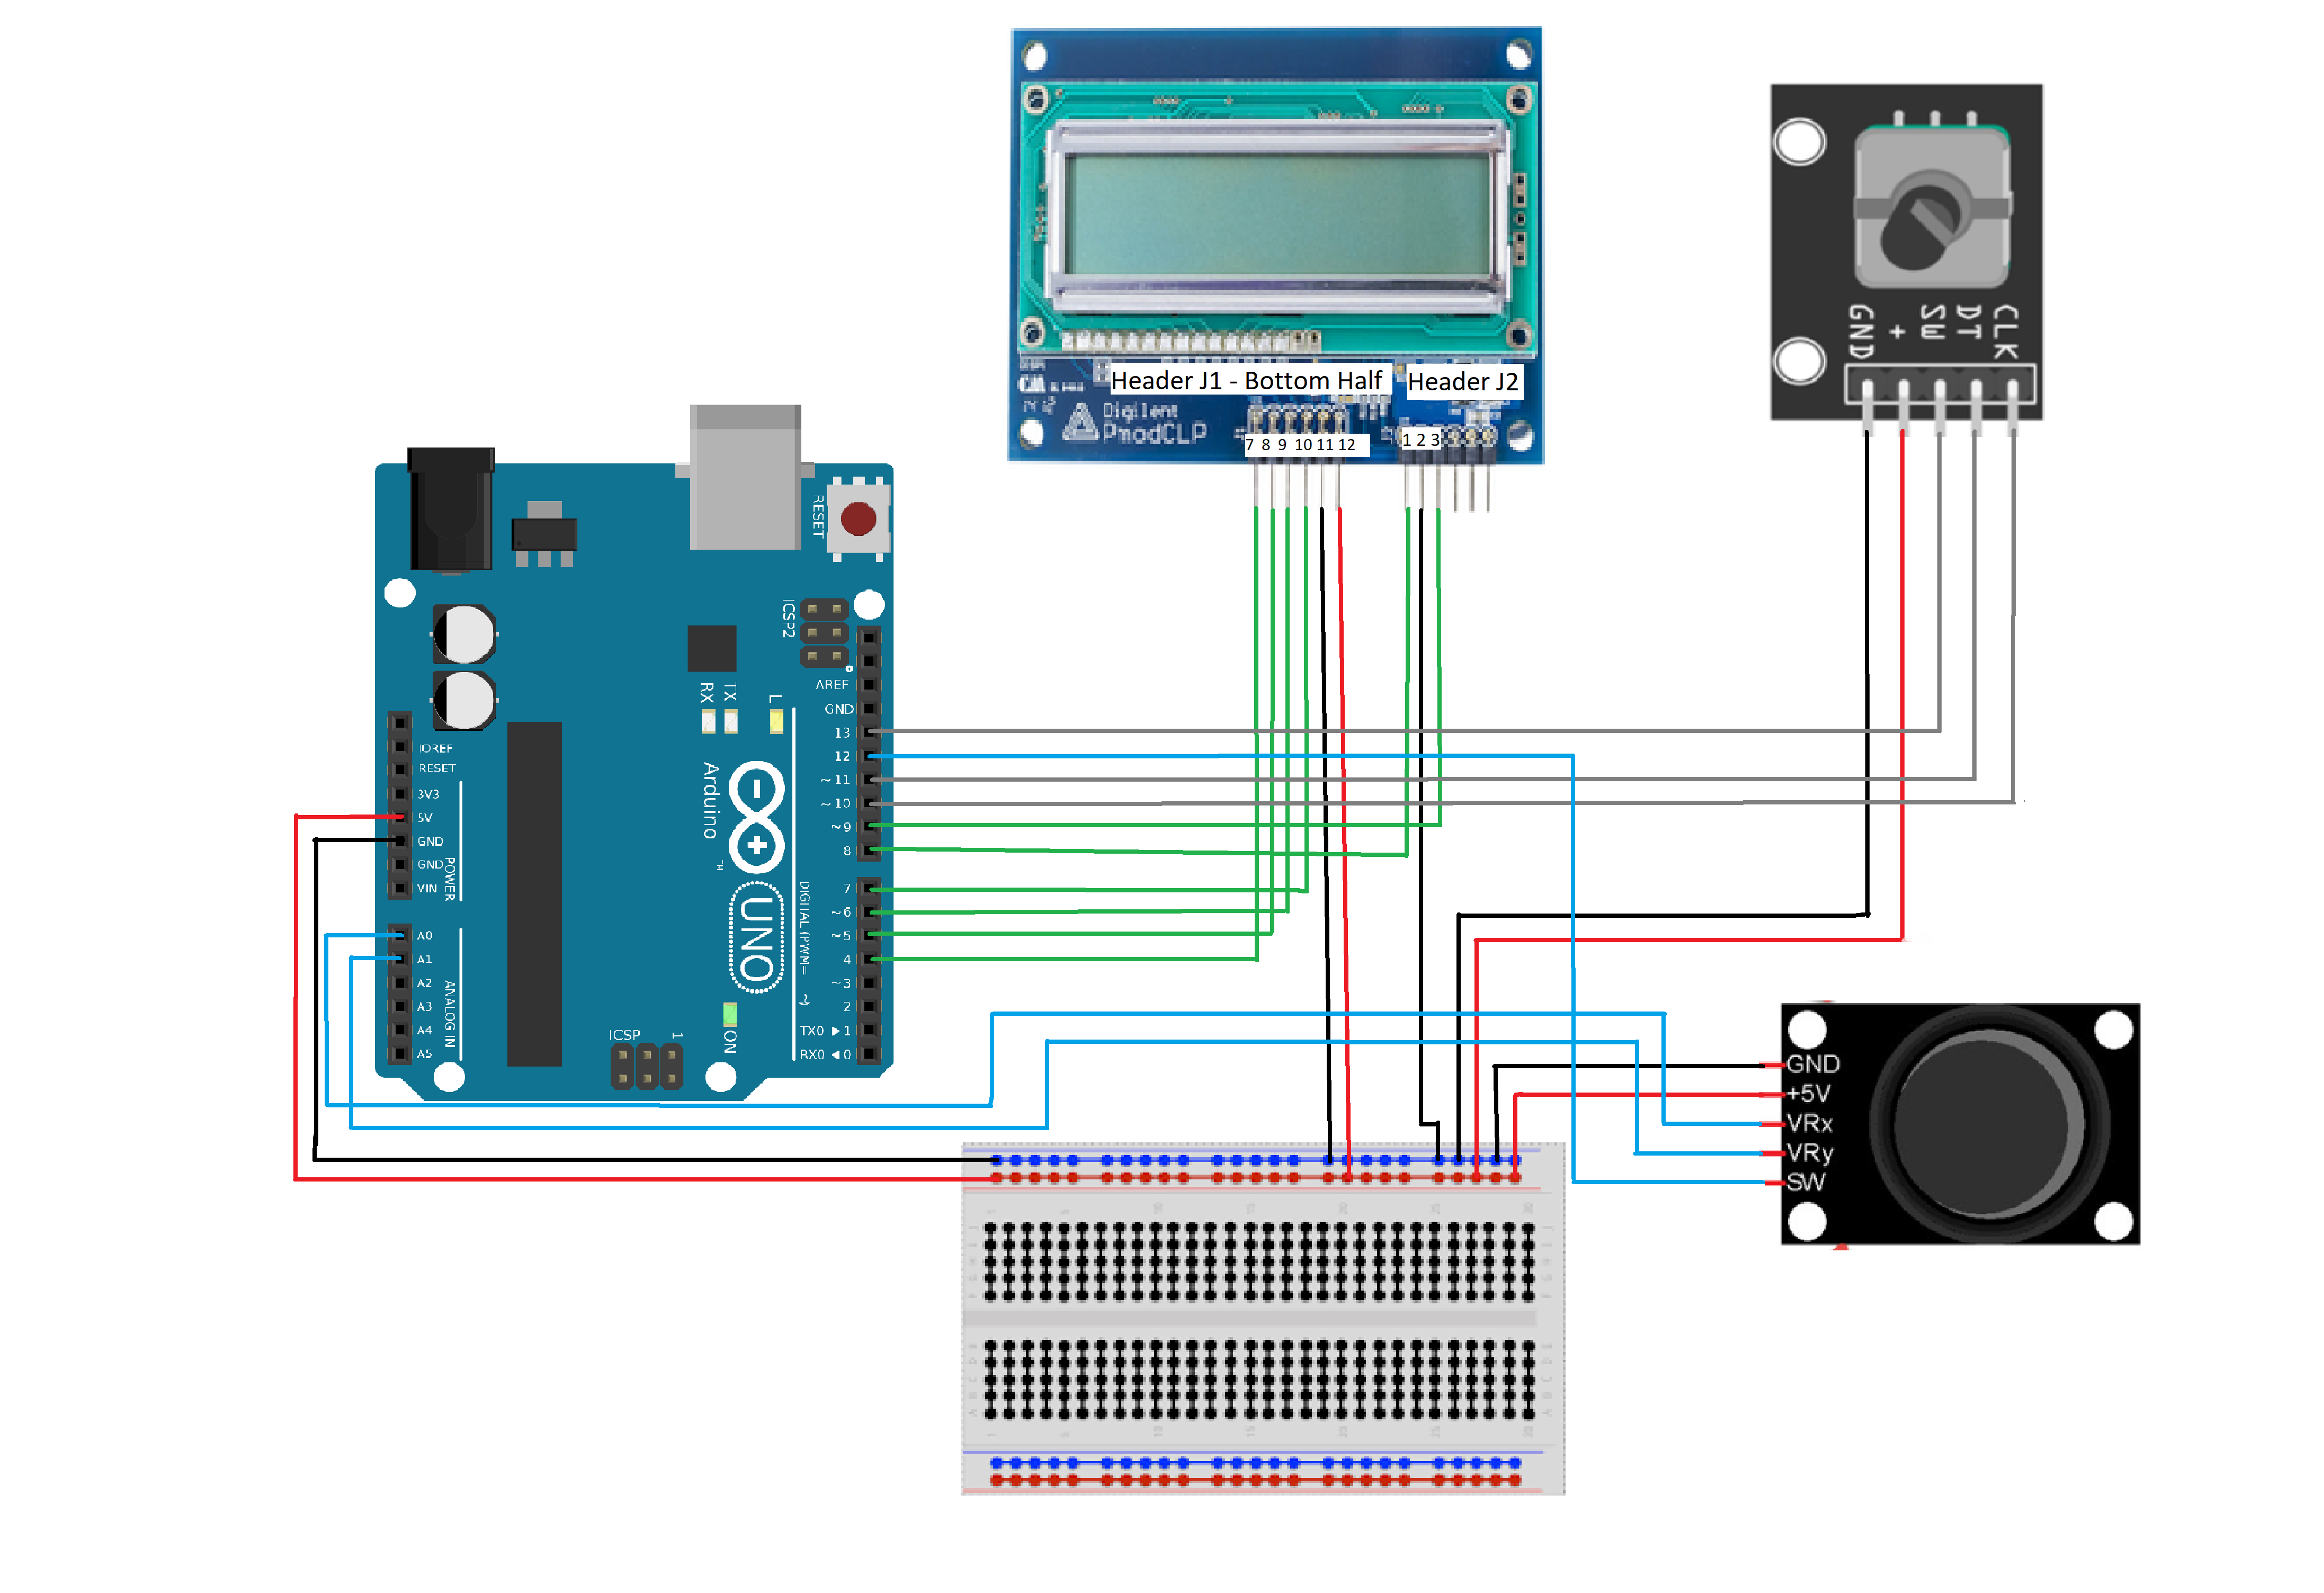 Header J1 - Bottom Half
Header J2
Digilent
PmodCLP
7 8 9 10 11 12
1 2 3
GND
+
SW
DT
CLK
RESET
ICSP2
AREF
GND
13
12
~11
~10
~9
8
7
~6
~5
4
~3
2
TX0 ▶ 1
RX0 ◀ 0
RX
TX
L
Arduino
™
UNO
DIGITAL (PWM= ~)
ON
ICSP
1
IOREF
RESET
3V3
5V
GND
GND
VIN
POWER
A0
A1
A2
A3
A4
A5
ANALOG IN
GND
+5V
VRx
VRy
SW